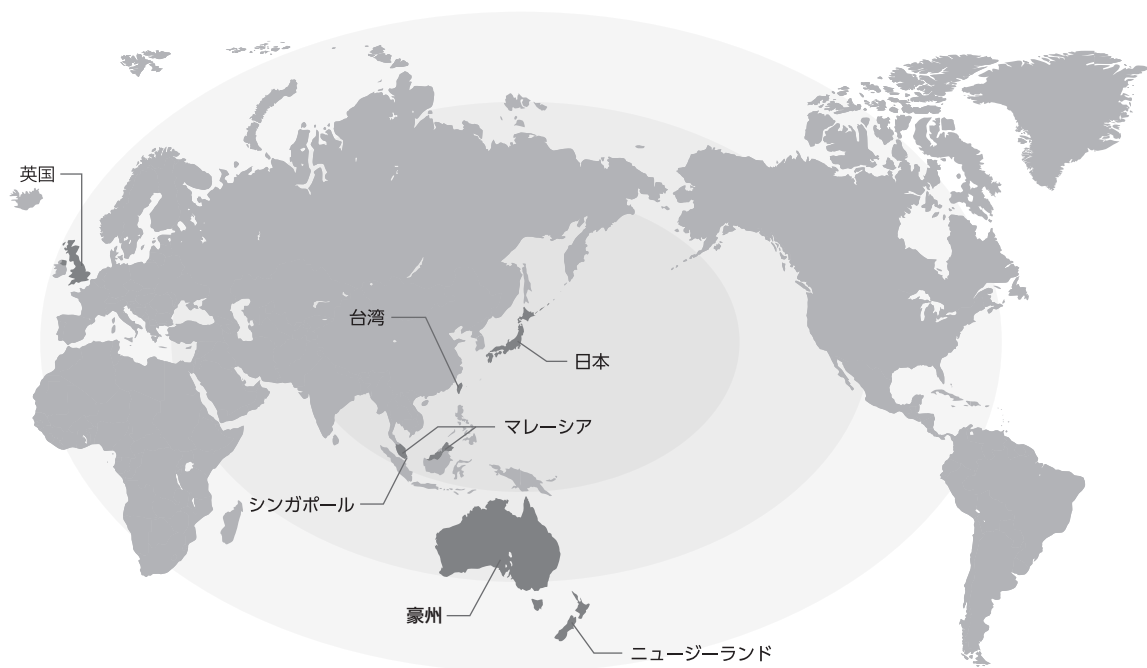 英国
台湾
日本
マレーシア
シンガポール
豪州
ニュージーランド